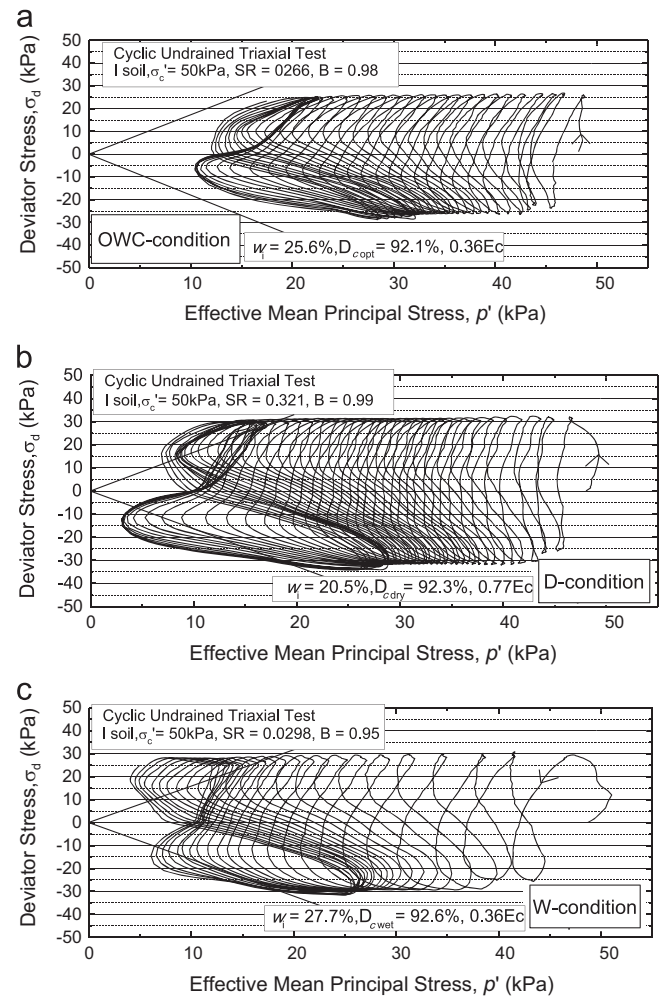 a
Cyclic Undrained Triaxial Test
I soil,σc'= 50kPa, SR = 0266, B = 0.98
Deviator Stress,σd (kPa)
50
40
30
20
10
0
-10
-20
-30
-40
-50
OWC-condition
wi = 25.6%,Dcopt= 92.1%, 0.36Ec
0 10 20 30 40 50
Effective Mean Principal Stress, p' (kPa)
b
Cyclic Undrained Triaxial Test
I soil,σc'= 50kPa, SR = 0.321, B = 0.99
Deviator Stress,σd (kPa)
50
40
30
20
10
0
-10
-20
-30
-40
-50
wi = 20.5%,Dcdry= 92.3%, 0.77Ec
D-condition
0 10 20 30 40 50
Effective Mean Principal Stress, p' (kPa)
c
Cyclic Undrained Triaxial Test
I soil,σc'= 50kPa, SR = 0.0298, B = 0.95
Deviator Stress,σd (kPa)
50
40
30
20
10
0
-10
-20
-30
-40
-50
wi = 27.7%,Dcwet= 92.6%, 0.36Ec
W-condition
0 10 20 30 40 50
Effective Mean Principal Stress, p' (kPa)